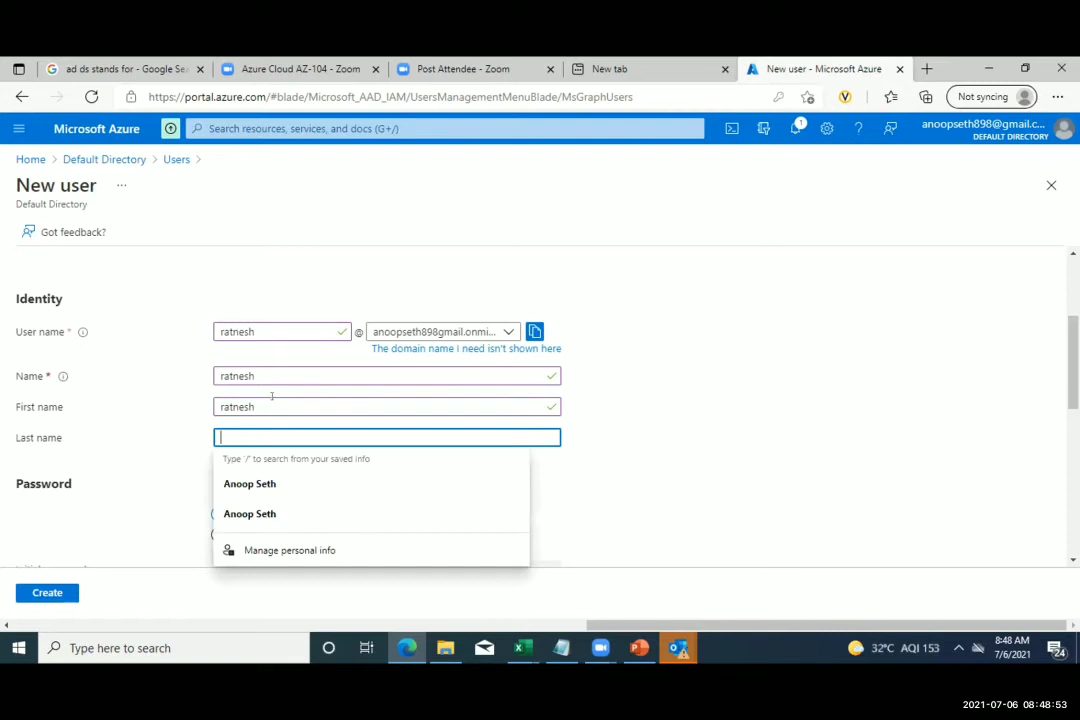 ad ds stands for - Google Se
Azure Cloud AZ-104 - Zoom
Post Attendee - Zoom
New tab
New user - Microsoft Azure
https://portal.azure.com/#blade/Microsoft_AAD_IAM/UsersManagementMenuBlade/MsGraphUsers
Not syncing
Microsoft Azure
Search resources, services, and docs (G+/)
1
anoopseth898@gmail.c...
DEFAULT DIRECTORY
Home > Default Directory > Users >
New user ...
Default Directory
Got feedback?
Identity
User name * ratnesh @ anoopseth898gmail.onmi...
The domain name I need isn't shown here
Name * ratnesh
First name ratnesh
Last name
Type '/' to search from your saved info
Password
Anoop Seth
Anoop Seth
Manage personal info
Create
Type here to search
32°C AQI 153
8:48 AM
7/6/2021
24
2021-07-06 08:48:53